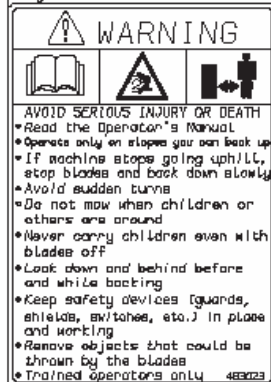 WARNING
AVOID SERIOUS INJURY OR DEATH
•Read the Operator's Manual
•Operate only on slopes you can back up
•If machine stops going uphill,
stop blades and back down slowly
•Avoid sudden turns
•Do not mow when children or
others are around
•Never carry children even with
blades off
•Look down and behind before
and while backing
•Keep safety devices (guards,
shields, switches, etc.) in place
and working
•Remove objects that could be
thrown by the blades
•Trained operators only 483023